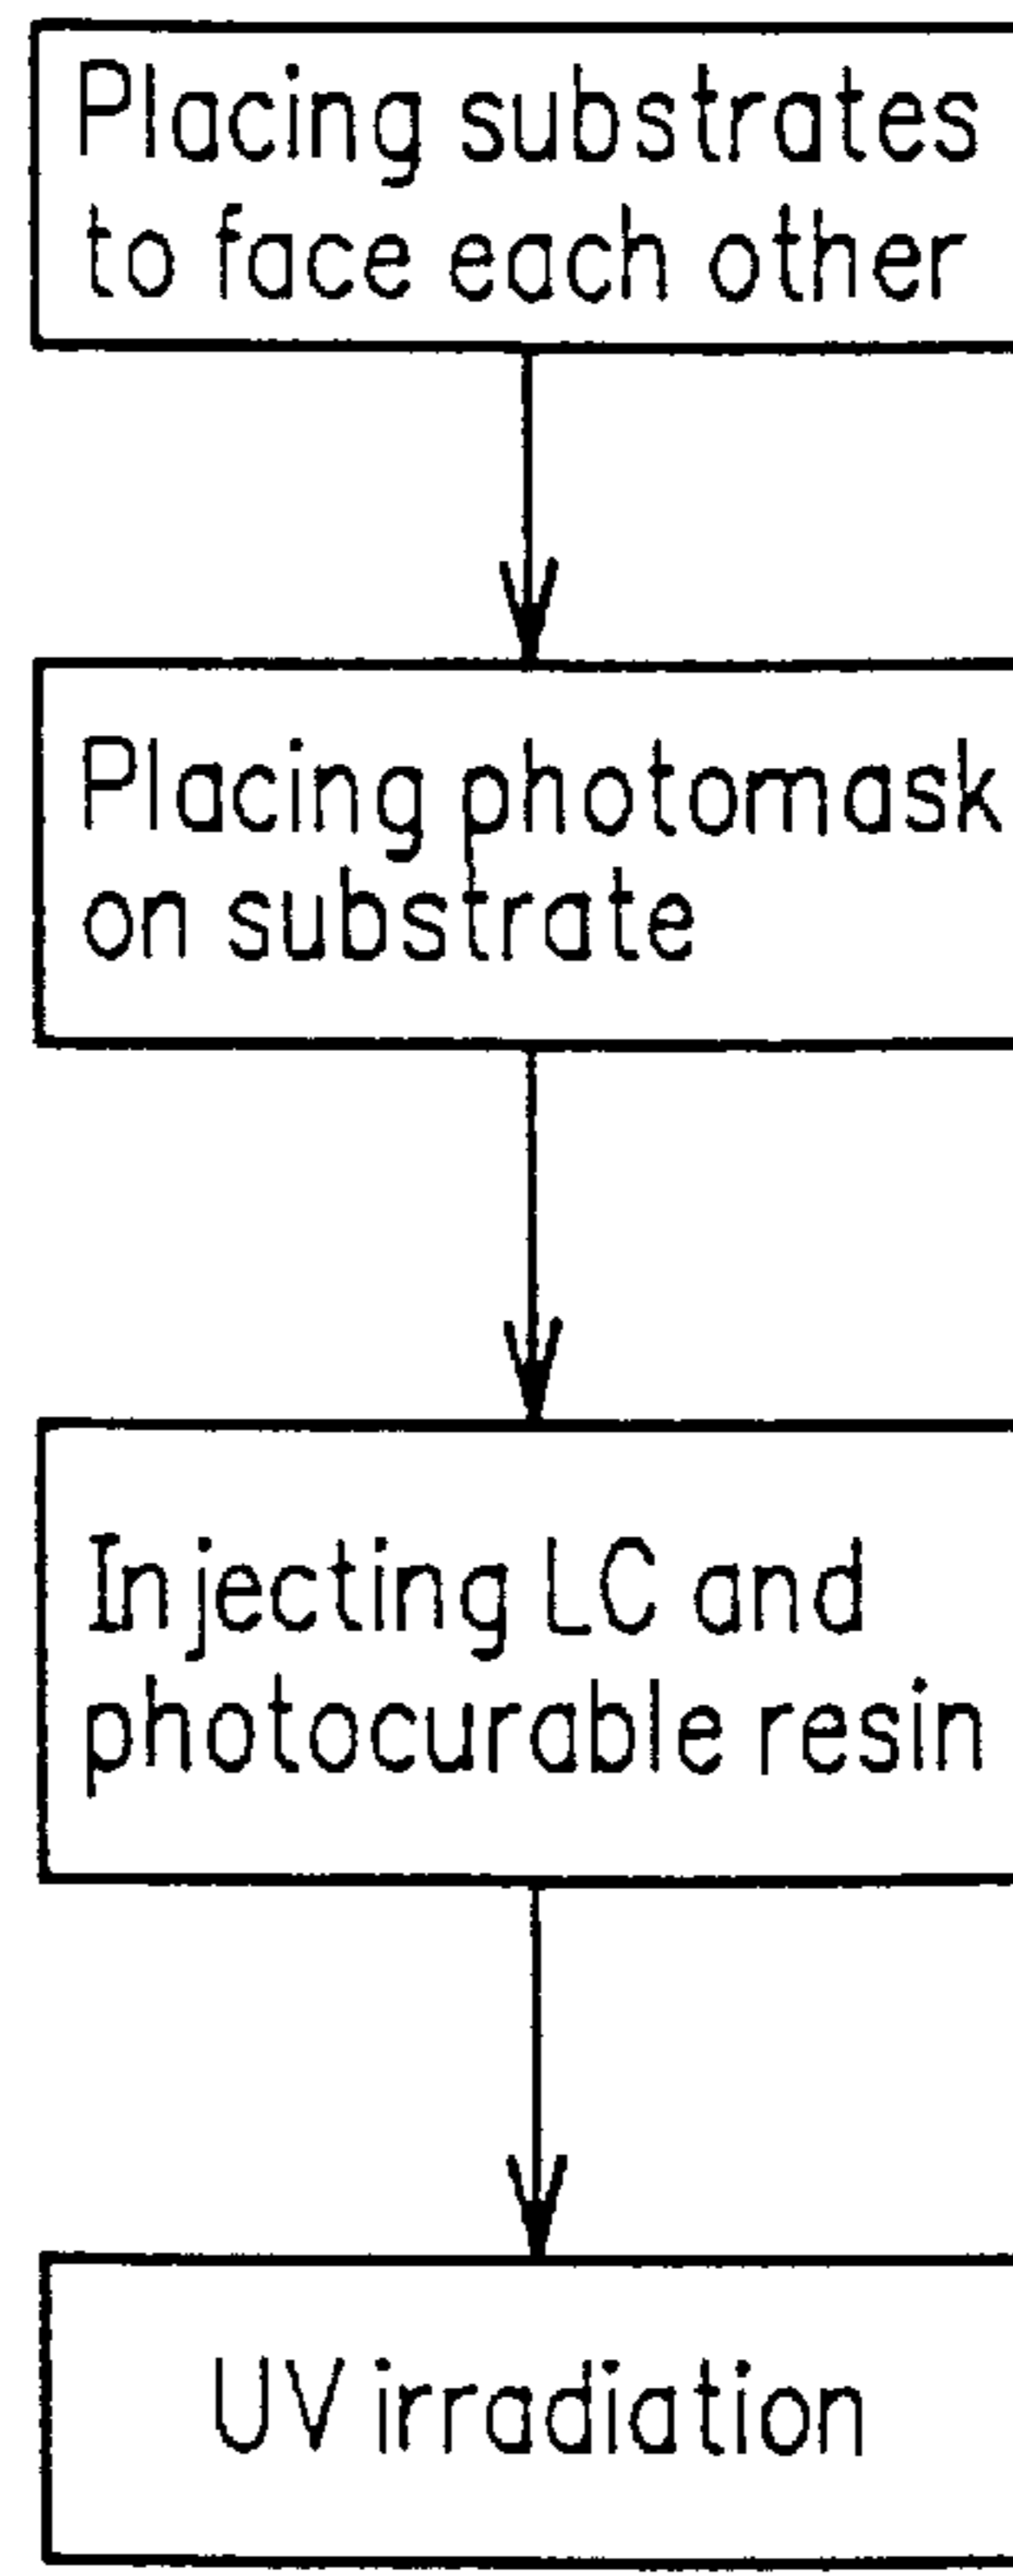 Placing substrates
to face each other
Placing photomask
on substrate
Injecting LC and
photocurable resin
UV irradiation